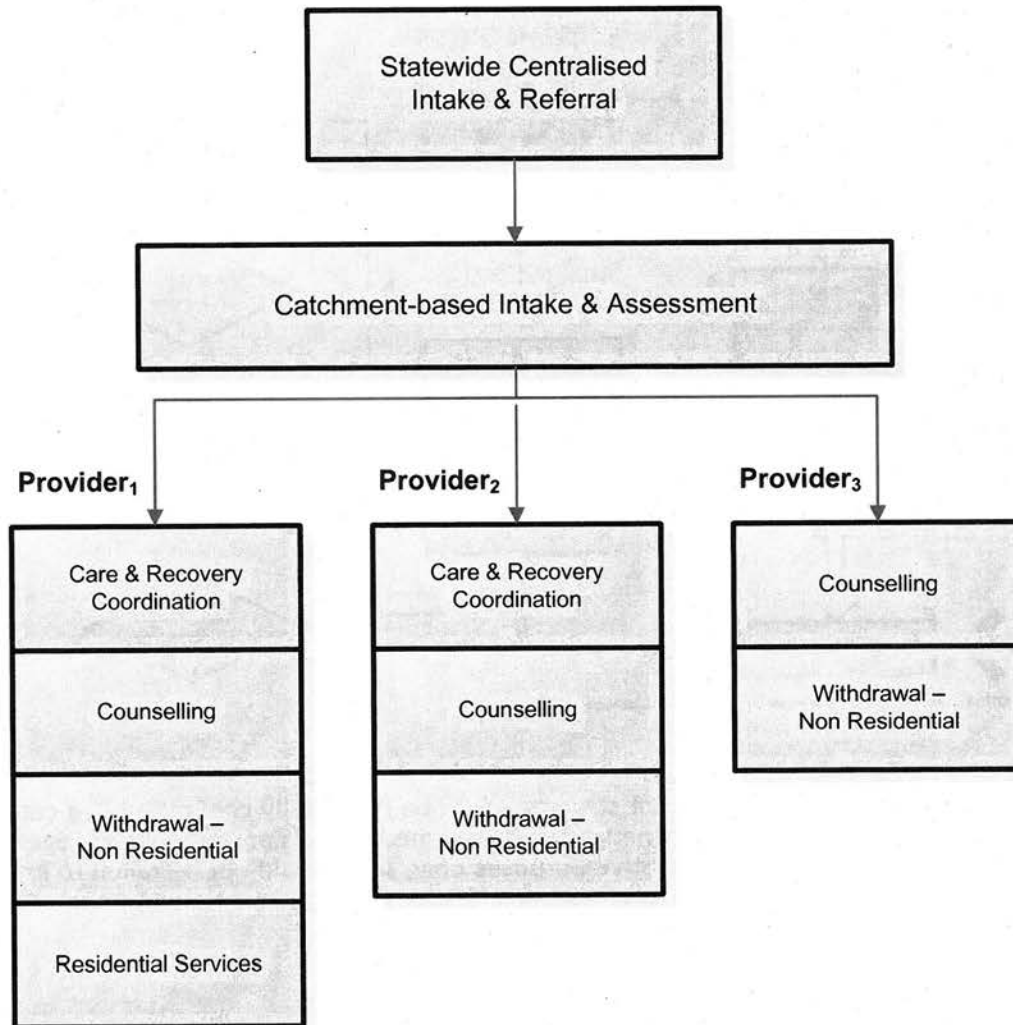 Statewide Centralised
Intake & Referral
Catchment-based Intake & Assessment
Provider₁
Care & Recovery
Coordination
Counselling
Withdrawal –
Non Residential
Residential Services
Provider₂
Care & Recovery
Coordination
Counselling
Withdrawal –
Non Residential
Provider₃
Counselling
Withdrawal –
Non Residential